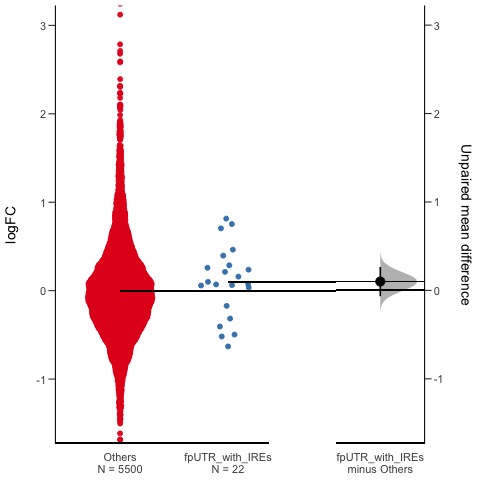 3
2
1
0
-1
logFC
3
2
1
0
-1
Unpaired mean difference
Others
N = 5500
fpUTR_with_IREs
N = 22
fpUTR_with_IREs
minus Others